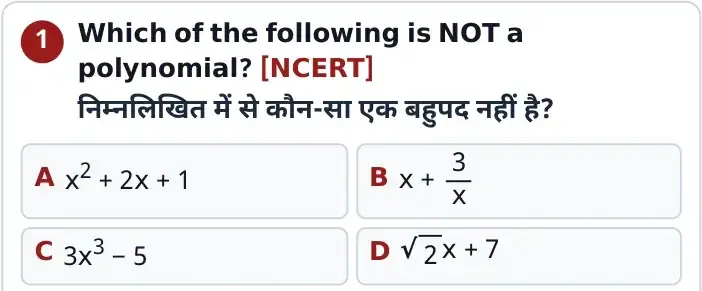 1 Which of the following is NOT a
polynomial? [NCERT]
निम्नलिखित में से कौन-सा एक बहुपद नहीं है?
A x² + 2x + 1
B x + 3/x
C 3x³ – 5
D √2x + 7